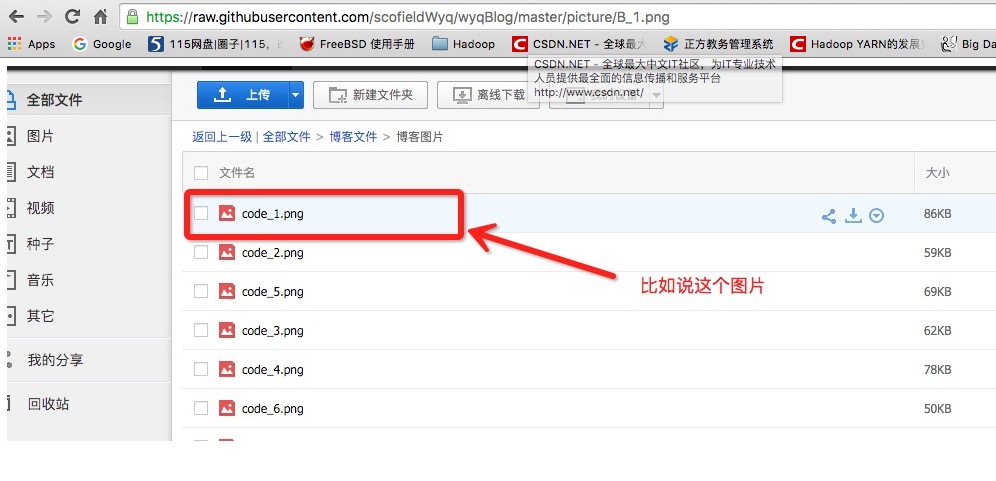 https://raw.githubusercontent.com/scofieldWyq/wyqBlog/master/picture/B_1.png
Apps Google 115网盘|圈子|115, FreeBSD 使用手册 Hadoop CSDN.NET - 全球最大 正方教务管理系统 Hadoop YARN的发展 Big Da
CSDN.NET - 全球最大中文IT社区，为IT专业技术
人员提供最全面的信息传播和服务平台
http://www.csdn.net/
全部文件
上传 新建文件夹 离线下载
图片
返回上一级 | 全部文件 > 博客文件 > 博客图片
文档
文件名 大小
视频
code_1.png 86KB
种子
code_2.png 59KB
音乐
code_5.png 69KB
比如说这个图片
其它
code_3.png 62KB
我的分享
code_4.png 78KB
回收站
code_6.png 50KB